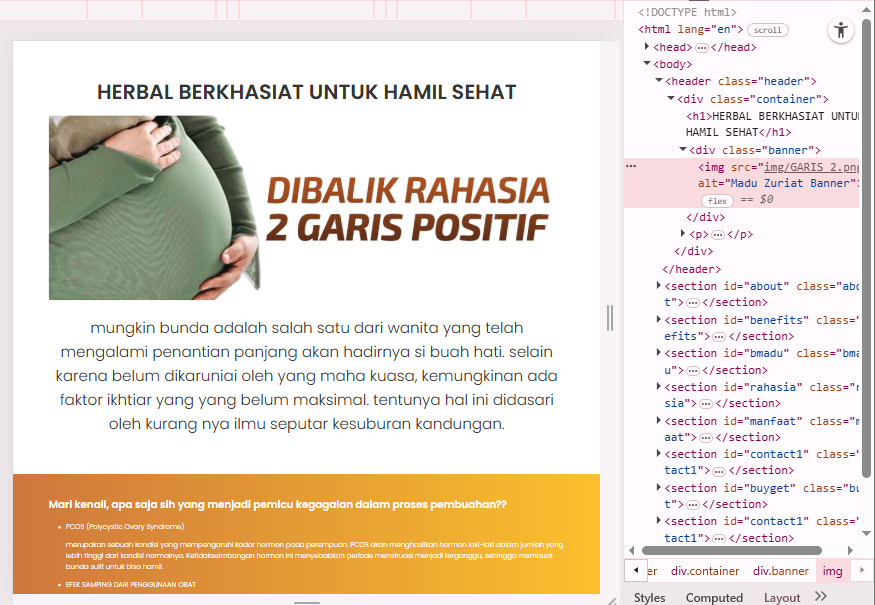 HERBAL BERKHASIAT UNTUK HAMIL SEHAT
DIBALIK RAHASIA
2 GARIS POSITIF
mungkin bunda adalah salah satu dari wanita yang telah
mengalami penantian panjang akan hadirnya si buah hati. selain
karena belum dikaruniai oleh yang maha kuasa, kemungkinan ada
faktor ikhtiar yang yang belum maksimal. tentunya hal ini didasari
oleh kurang nya ilmu seputar kesuburan kandungan.
Mari kenali, apa saja sih yang menjadi pemicu kegagalan dalam proses pembuahan??
• PCOS (Polycystic Ovary Syndrome)
merupakan sebuah kondisi yang mempengaruhi kadar hormon pada perempuan. PCOS akan menghasilkan hormon laki-laki dalam jumlah yang
lebih tinggi dari kondisi normalnya. Ketidakseimbangan hormon ini menyebabkan periode menstruasi menjadi terganggu, sehingga membuat
bunda sulit untuk bisa hamil.
• EFEK SAMPING DARI PENGGUNAAN OBAT
<!DOCTYPE html>
<html lang="en"> scroll
<head> … </head>
<body>
<header class="header">
<div class="container">
<h1>HERBAL BERKHASIAT UNTU
HAMIL SEHAT</h1>
<div class="banner">
… <img src="img/GARIS 2.png
alt="Madu Zuriat Banner"
flex == $0
</div>
<p> … </p>
</div>
</header>
<section id="about" class="abo
t"> … </section>
<section id="benefits" class="
efits"> … </section>
<section id="bmadu" class="bma
u"> … </section>
<section id="rahasia" class="r
sia"> … </section>
<section id="manfaat" class="m
aat"> … </section>
<section id="contact1" class="
tact1"> … </section>
<section id="buyget" class="bu
t"> … </section>
<section id="contact1" class="
tact1"> … </section>
er div.container div.banner img
Styles Computed Layout >>